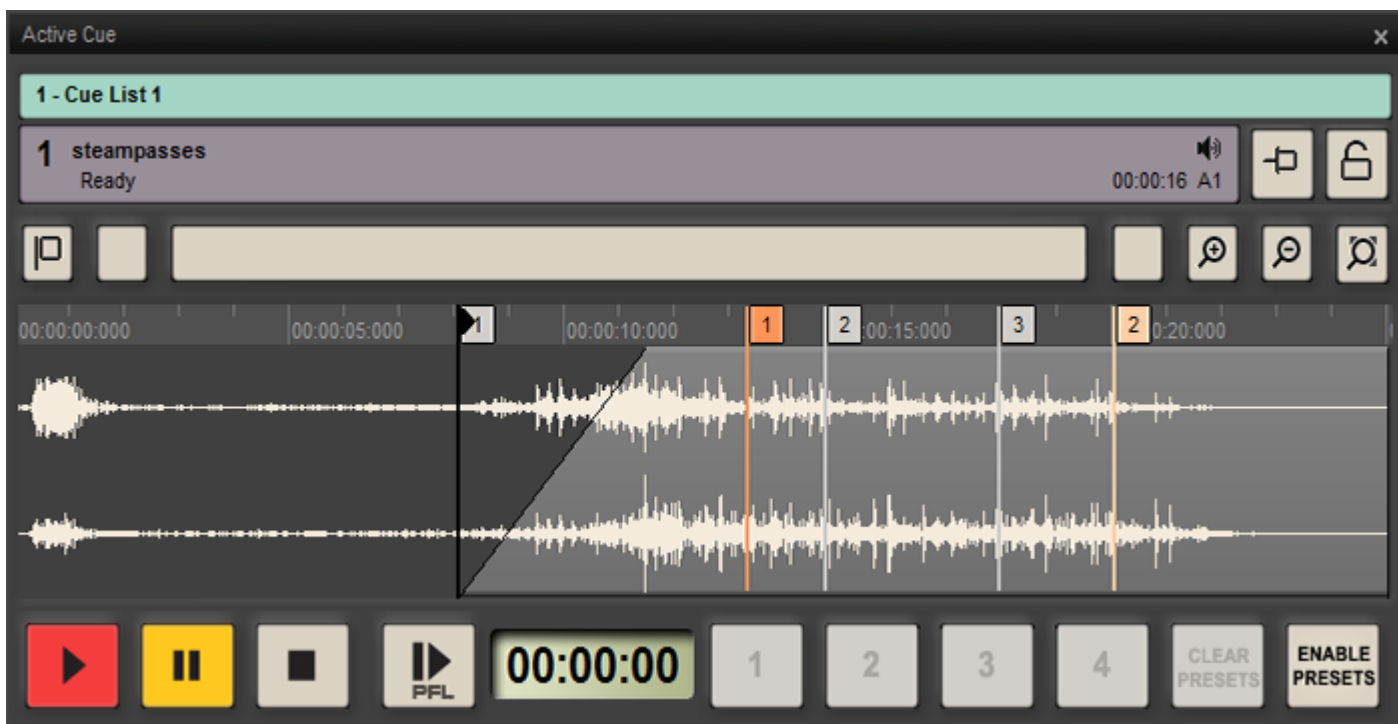 Active Cue
1 - Cue List 1
1 steampasses
Ready
00:00:16 A1
00:00:00:000 00:00:05:000 1 00:00:10:000 1 2 :00:15:000 3 2 0:20:000
PFL
00:00:00
1
2
3
4
CLEAR
PRESETS
ENABLE
PRESETS